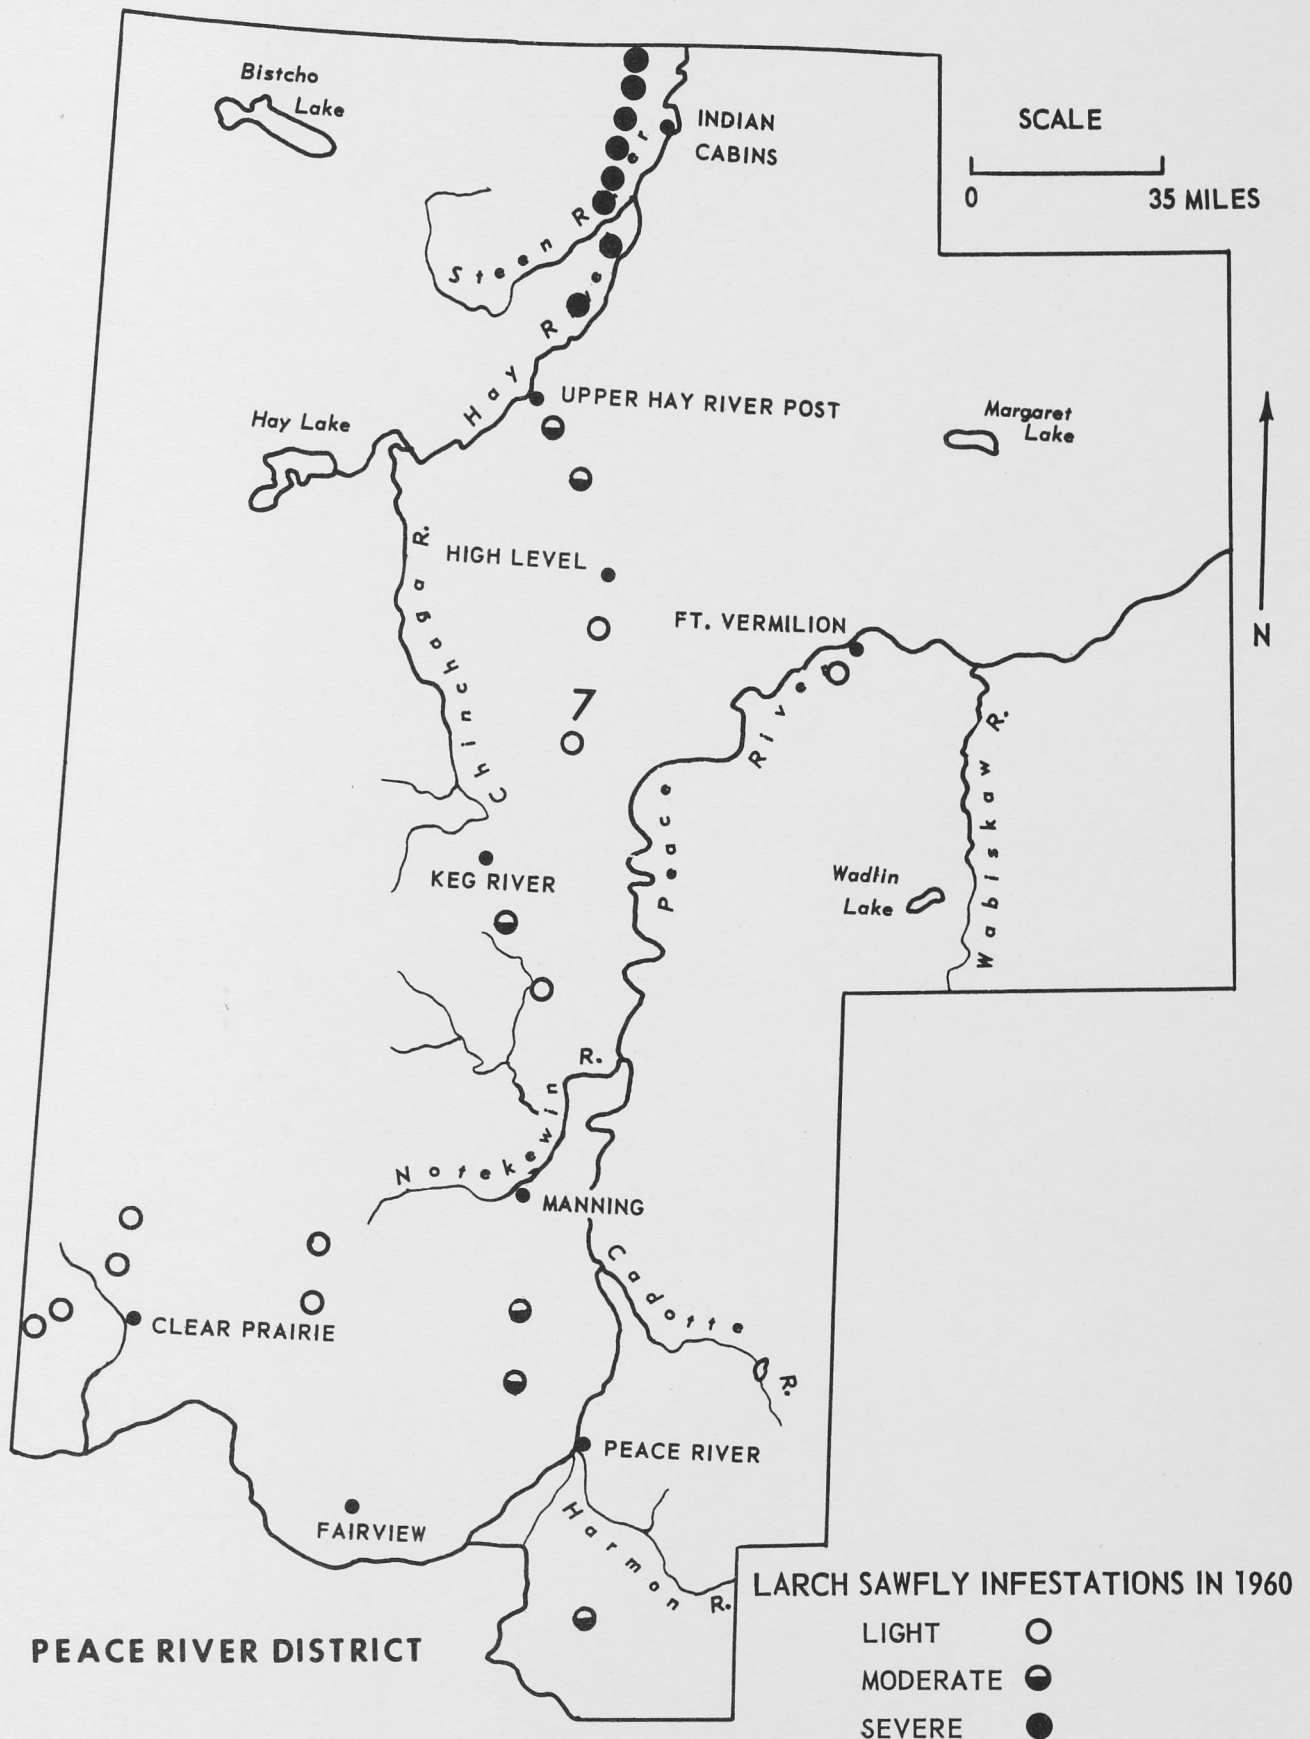 Bistcho
Lake
INDIAN
CABINS
SCALE
0 35 MILES
Steen River
Hay River
UPPER HAY RIVER POST
Hay Lake
Margaret
Lake
Chinchaga R.
HIGH LEVEL
FT. VERMILION
N
7
Peace River
Wabiskaw R.
Wadlin
Lake
KEG RIVER
Notekewin R.
MANNING
Cadotte R.
CLEAR PRAIRIE
PEACE RIVER
FAIRVIEW
Harmon R.
LARCH SAWFLY INFESTATIONS IN 1960
LIGHT
MODERATE
SEVERE
PEACE RIVER DISTRICT